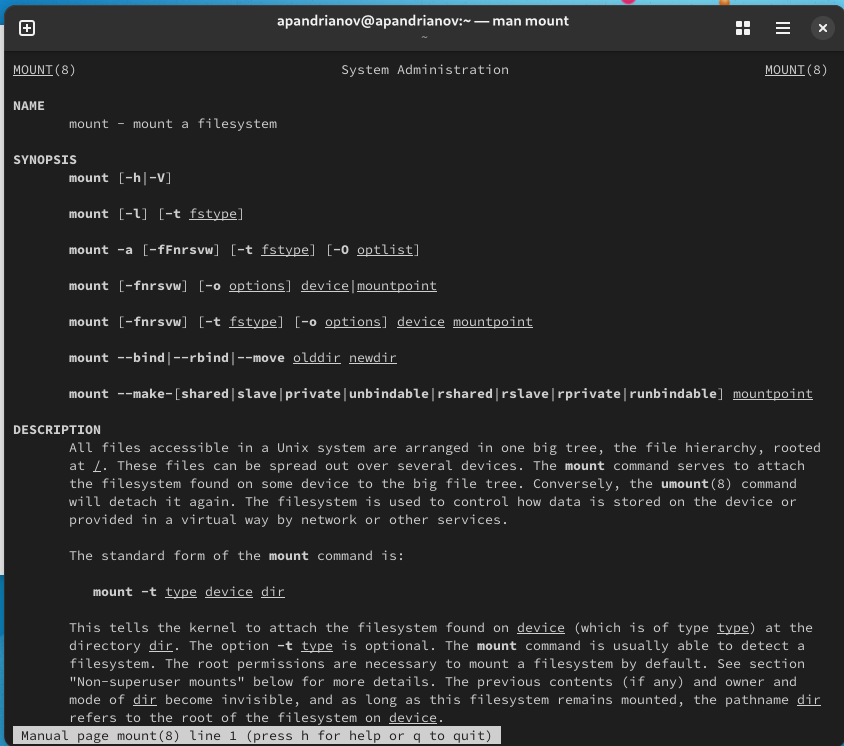 apandrianov@apandrianov:~ — man mount
~
MOUNT(8) System Administration MOUNT(8)
NAME
mount - mount a filesystem
SYNOPSIS
mount [-h|-V]
mount [-l] [-t fstype]
mount -a [-fFnrsvw] [-t fstype] [-O optlist]
mount [-fnrsvw] [-o options] device|mountpoint
mount [-fnrsvw] [-t fstype] [-o options] device mountpoint
mount --bind|--rbind|--move olddir newdir
mount --make-[shared|slave|private|unbindable|rshared|rslave|rprivate|runbindable] mountpoint
DESCRIPTION
All files accessible in a Unix system are arranged in one big tree, the file hierarchy, rooted
at /. These files can be spread out over several devices. The mount command serves to attach
the filesystem found on some device to the big file tree. Conversely, the umount(8) command
will detach it again. The filesystem is used to control how data is stored on the device or
provided in a virtual way by network or other services.
The standard form of the mount command is:
mount -t type device dir
This tells the kernel to attach the filesystem found on device (which is of type type) at the
directory dir. The option -t type is optional. The mount command is usually able to detect a
filesystem. The root permissions are necessary to mount a filesystem by default. See section
"Non-superuser mounts" below for more details. The previous contents (if any) and owner and
mode of dir become invisible, and as long as this filesystem remains mounted, the pathname dir
refers to the root of the filesystem on device.
Manual page mount(8) line 1 (press h for help or q to quit)